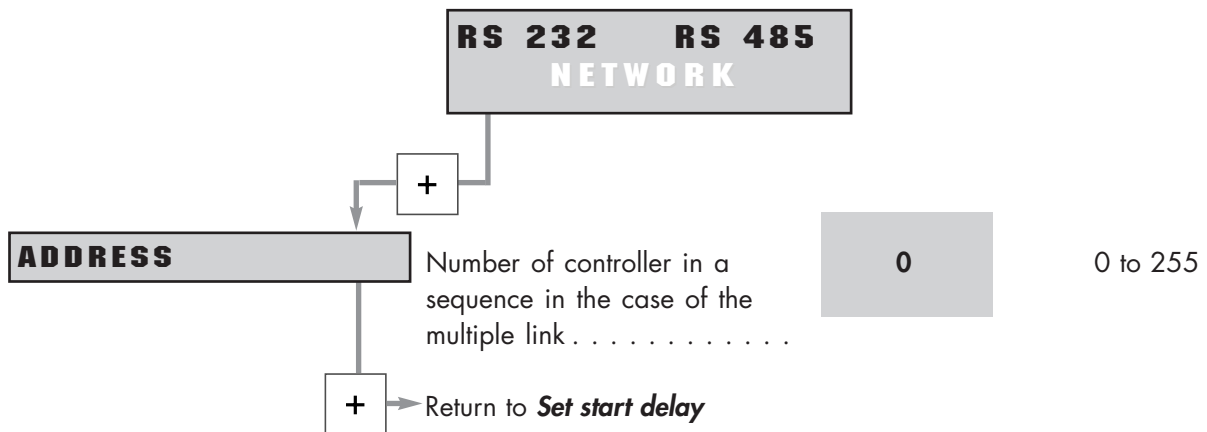 RS 232 RS 485
NETWORK
+
ADDRESS
Number of controller in a
sequence in the case of the
multiple link . . . . . . . . . . . .
0
0 to 255
+
Return to Set start delay